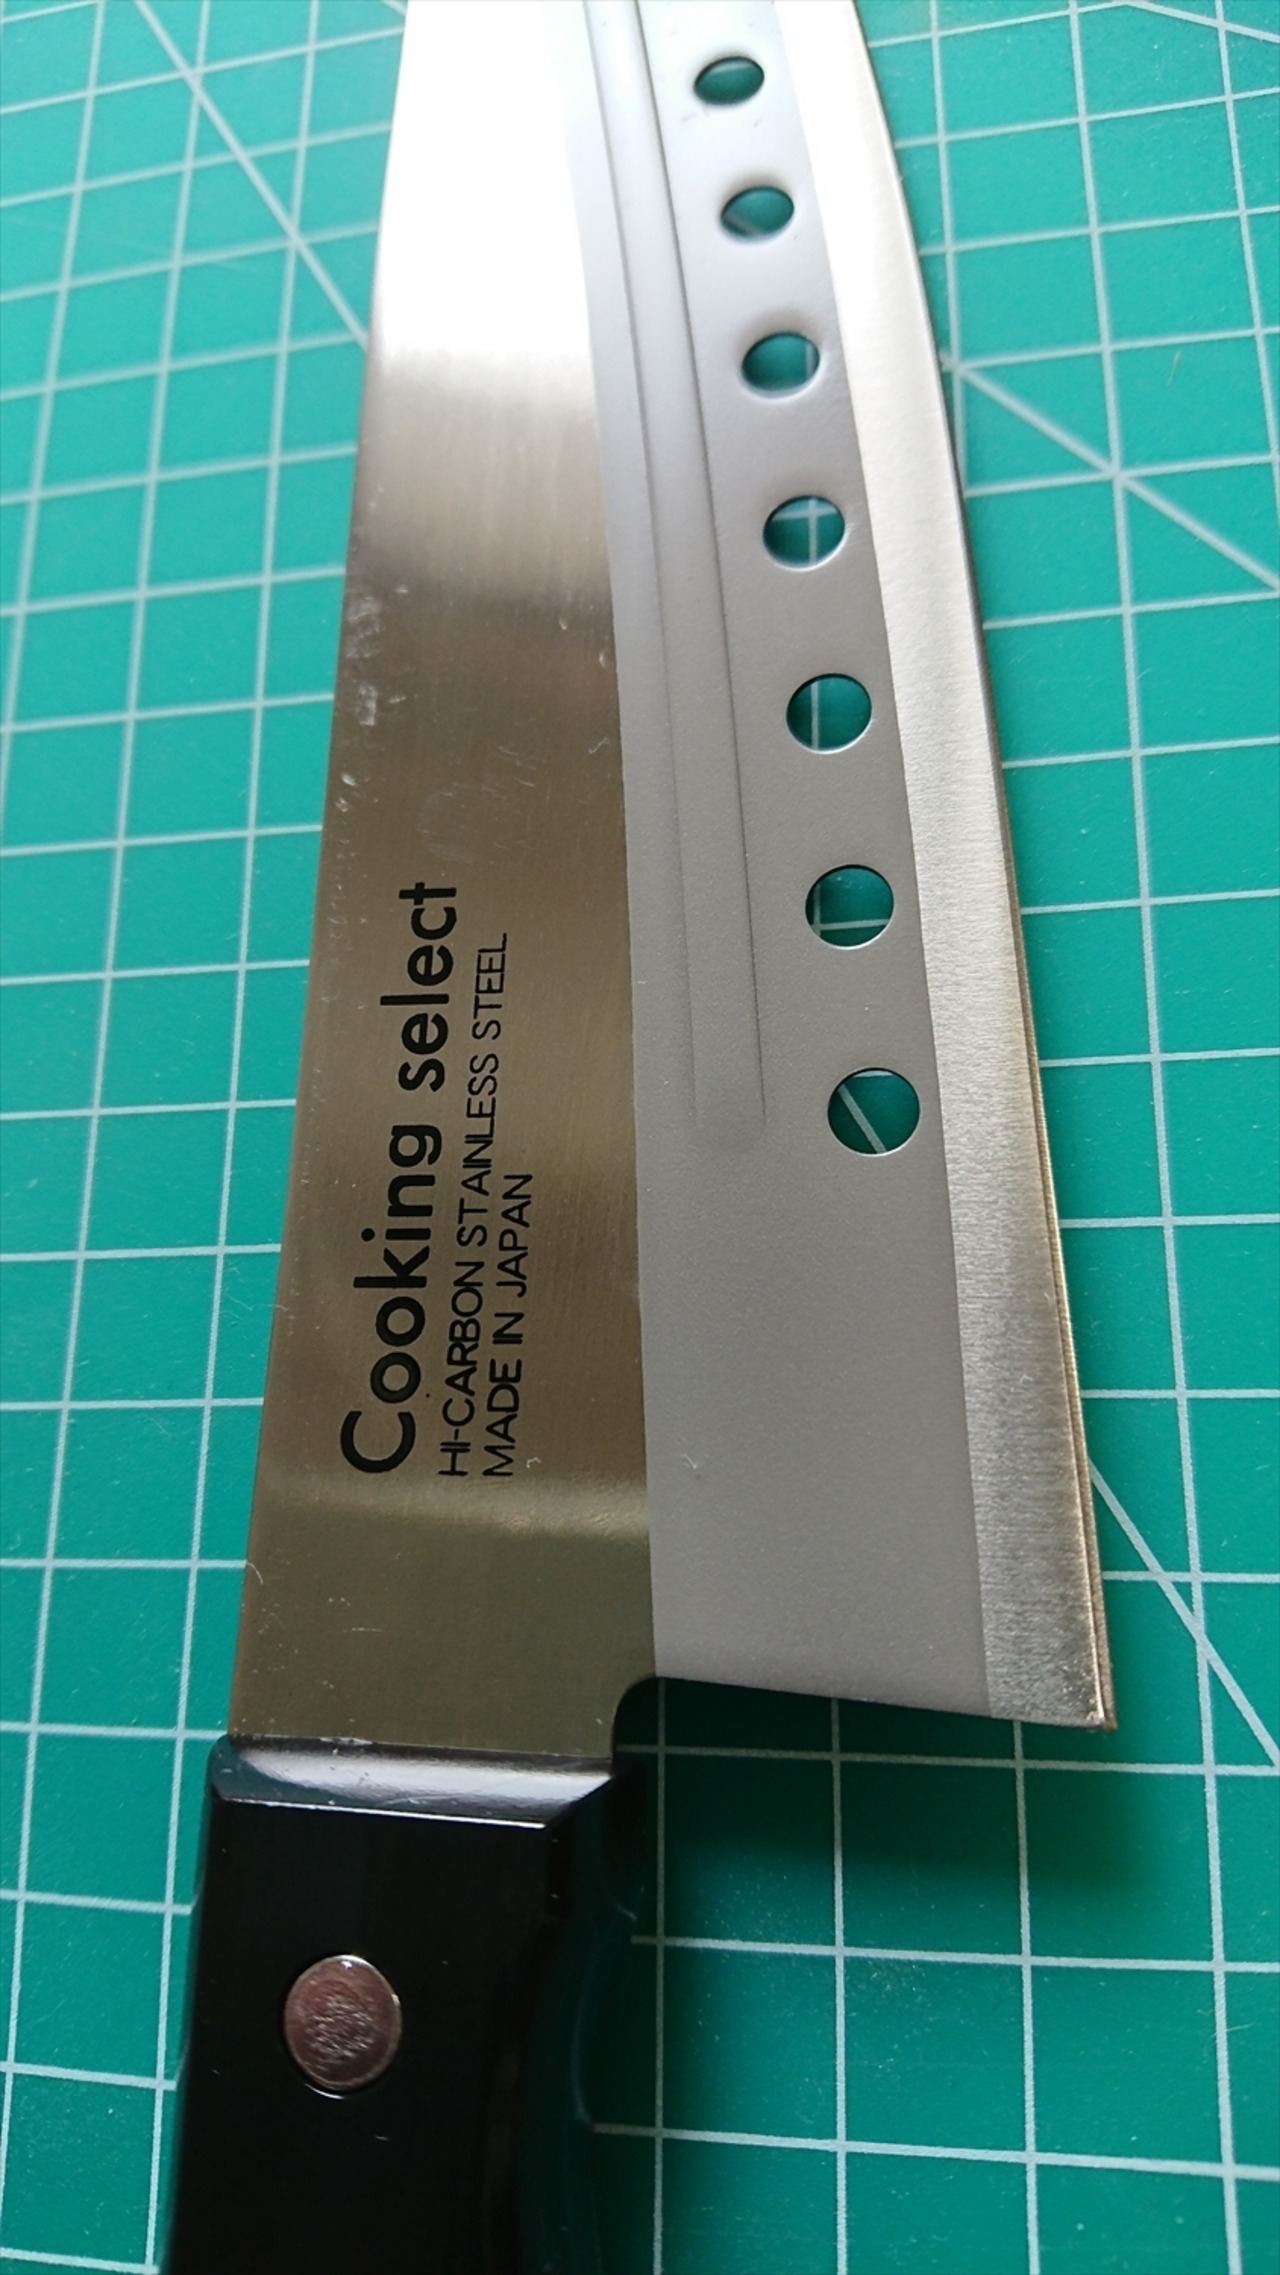 Cooking select
HI-CARBON STAINLESS STEEL
MADE IN JAPAN